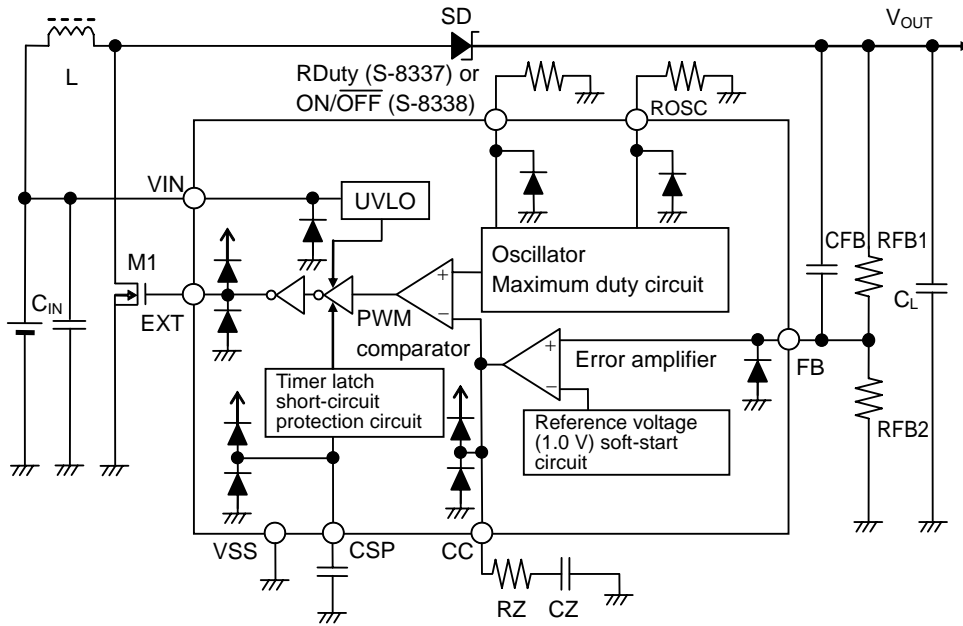 SD
VOUT
L
RDuty (S-8337) or
ON/OFF (S-8338)
ROSC
VIN
UVLO
Oscillator
Maximum duty circuit
CFB
RFB1
M1
CIN
CL
EXT
PWM
comparator
+
−
Error amplifier
+
−
FB
Timer latch
short-circuit
protection circuit
Reference voltage
(1.0 V) soft-start
circuit
RFB2
VSS
CSP
CC
RZ
CZ